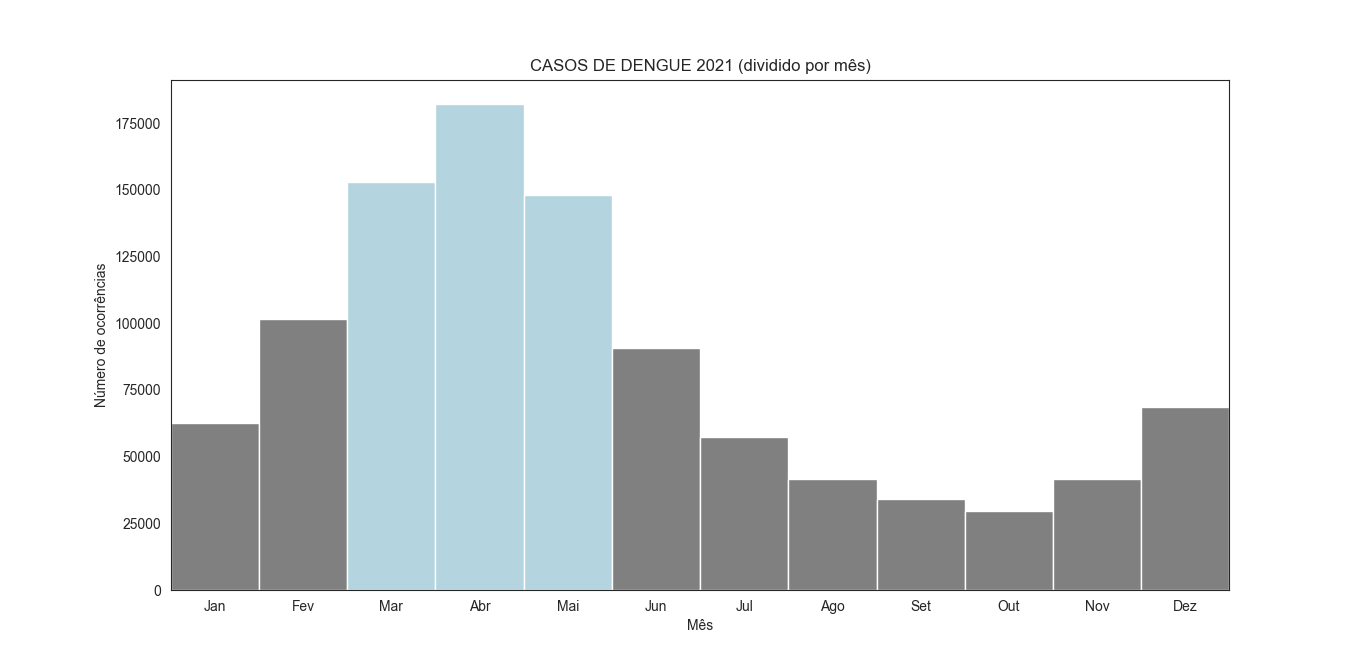 CASOS DE DENGUE 2021 (dividido por mês)
Número de ocorrências
175000
150000
125000
100000
75000
50000
25000
0
Jan Fev Mar Abr Mai Jun Jul Ago Set Out Nov Dez
Mês